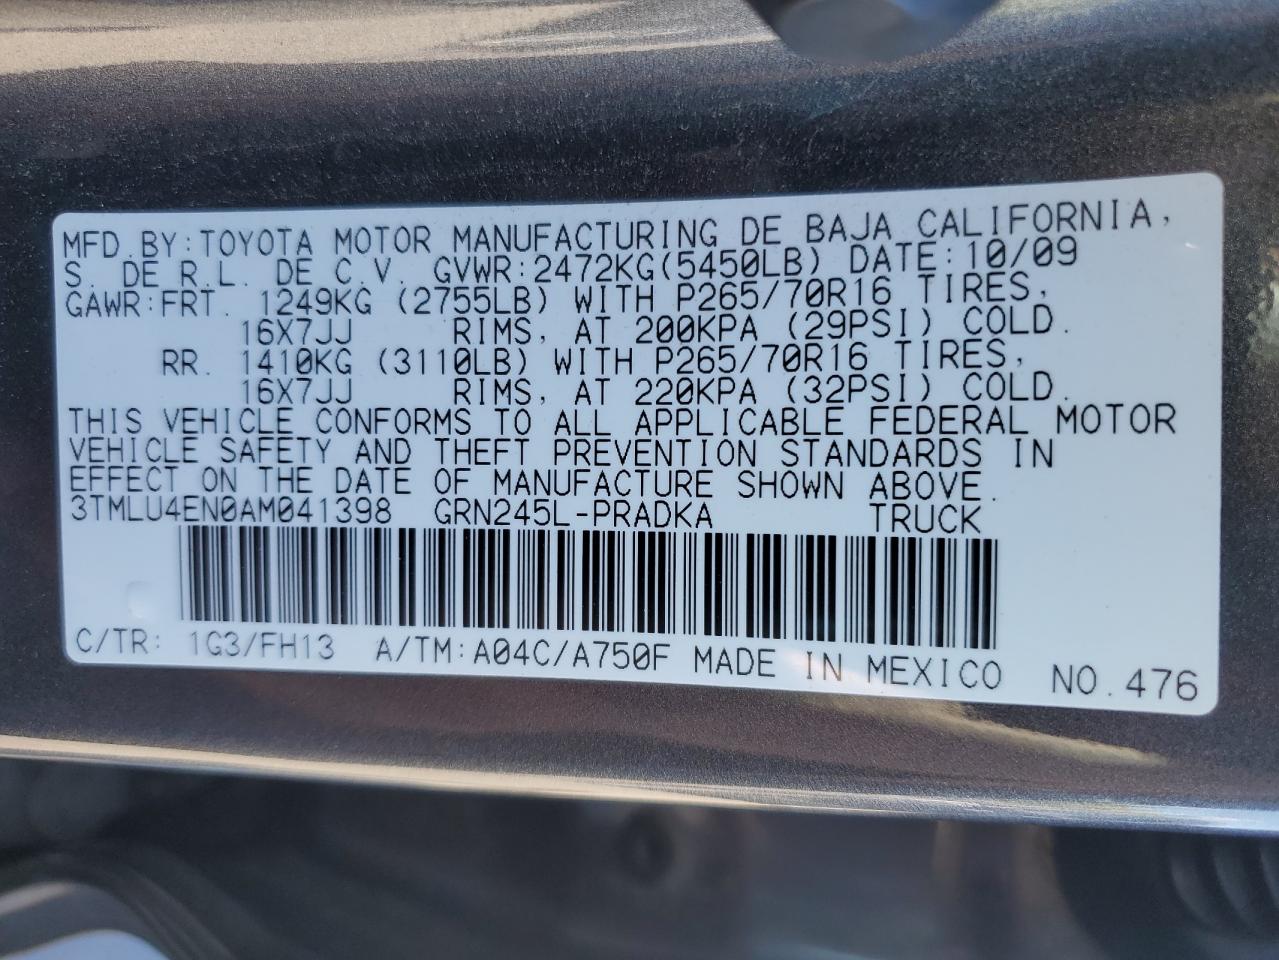 MFD.BY:TOYOTA MOTOR MANUFACTURING DE BAJA CALIFORNIA,
S. DE R.L. DE C.V. GVWR:2472KG(5450LB) DATE:10/09
GAWR:FRT. 1249KG (2755LB) WITH P265/70R16 TIRES,
16X7JJ RIMS, AT 200KPA (29PSI) COLD.
RR. 1410KG (3110LB) WITH P265/70R16 TIRES,
16X7JJ RIMS, AT 220KPA (32PSI) COLD.
THIS VEHICLE CONFORMS TO ALL APPLICABLE FEDERAL MOTOR
VEHICLE SAFETY AND THEFT PREVENTION STANDARDS IN
EFFECT ON THE DATE OF MANUFACTURE SHOWN ABOVE.
3TMLU4EN0AM041398 GRN245L-PRADKA TRUCK
C/TR: 1G3/FH13 A/TM:A04C/A750F MADE IN MEXICO NO.476